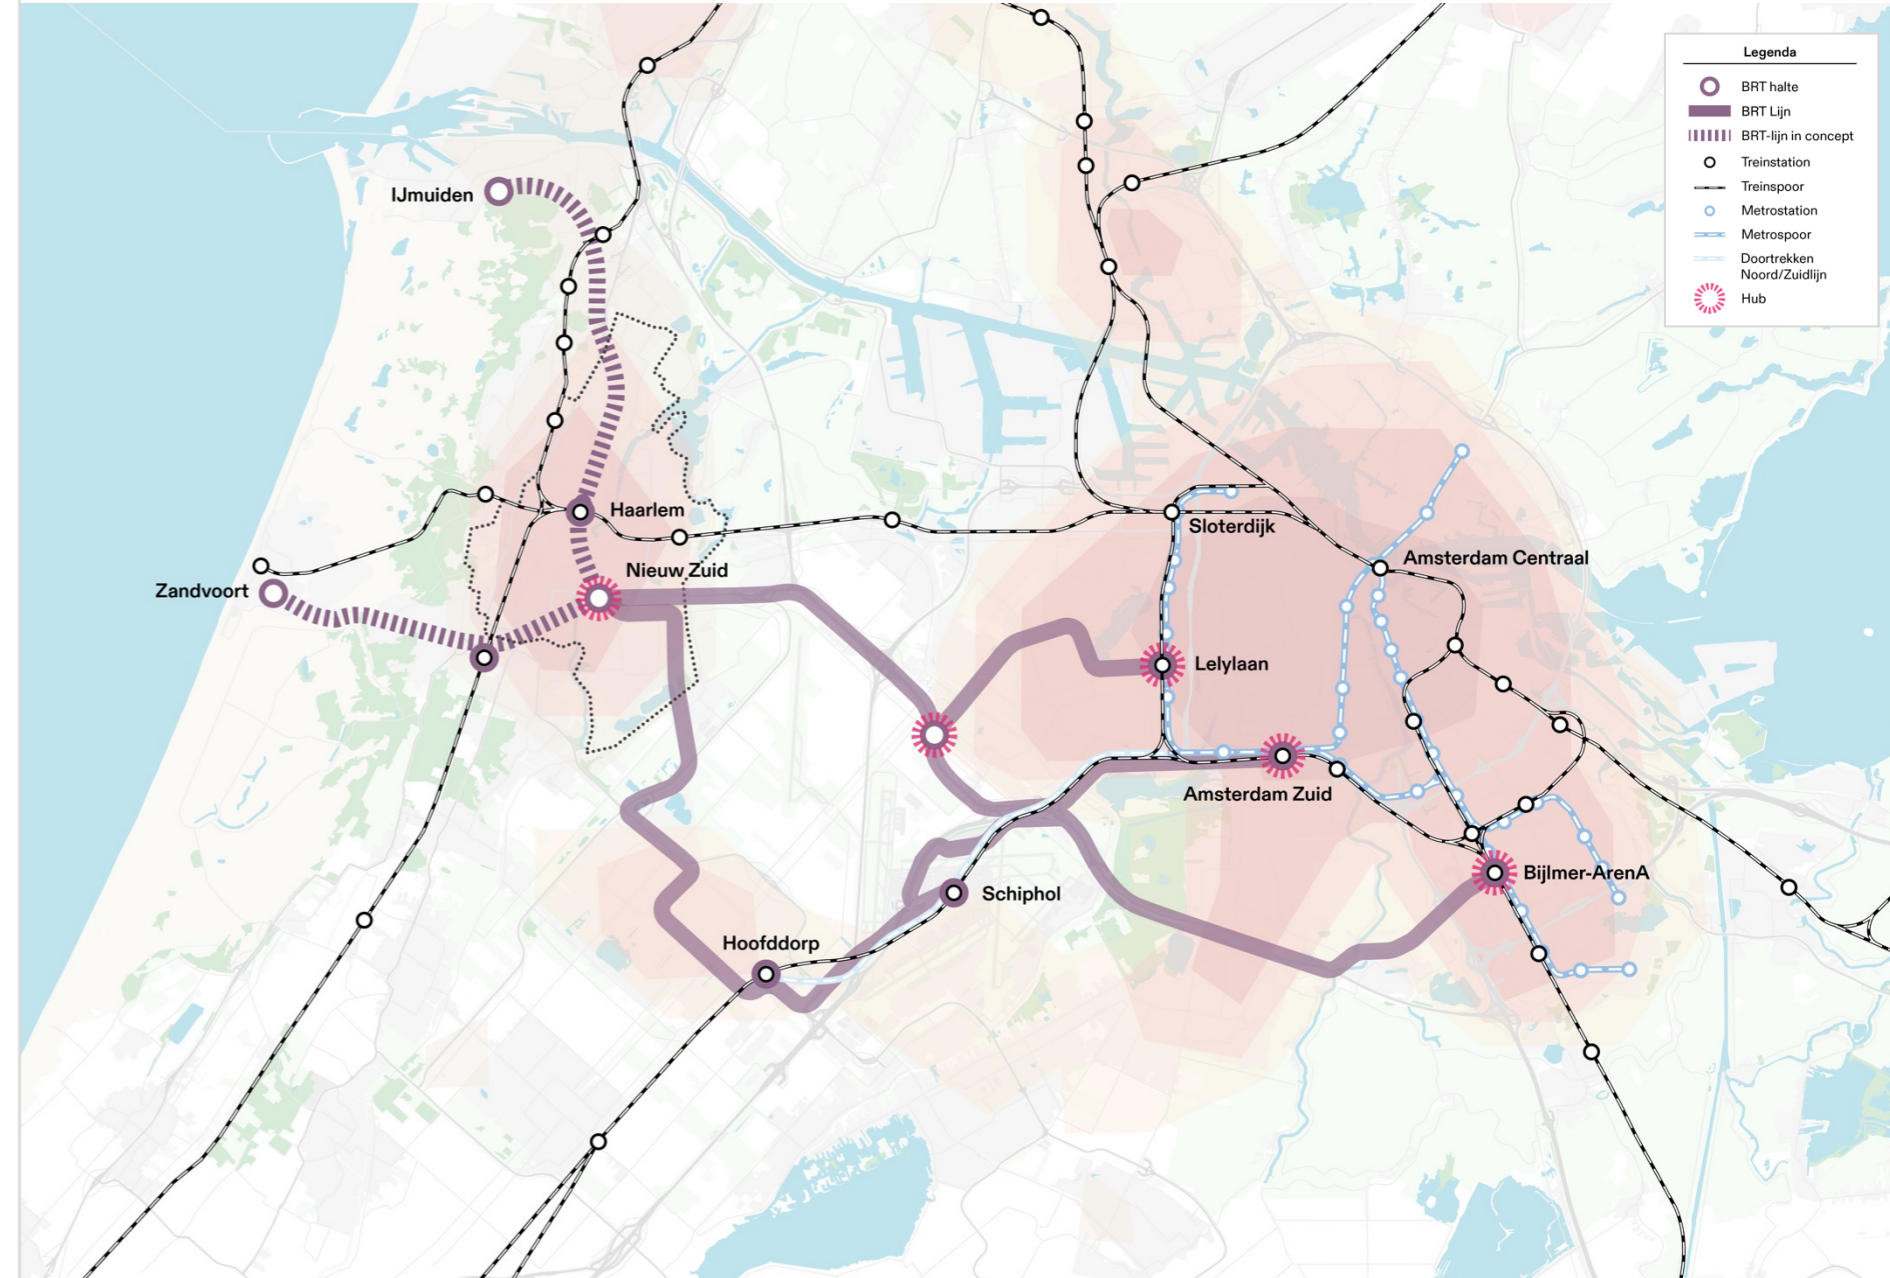 Legenda
BRT halte
BRT Lijn
BRT-lijn in concept
Treinstation
Treinspoor
Metrostation
Metrospoor
Doortrekken
Noord/Zuidlijn
Hub
IJmuiden
Haarlem
Sloterdijk
Amsterdam Centraal
Nieuw Zuid
Zandvoort
Lelylaan
Amsterdam Zuid
Bijlmer-ArenA
Schiphol
Hoofddorp